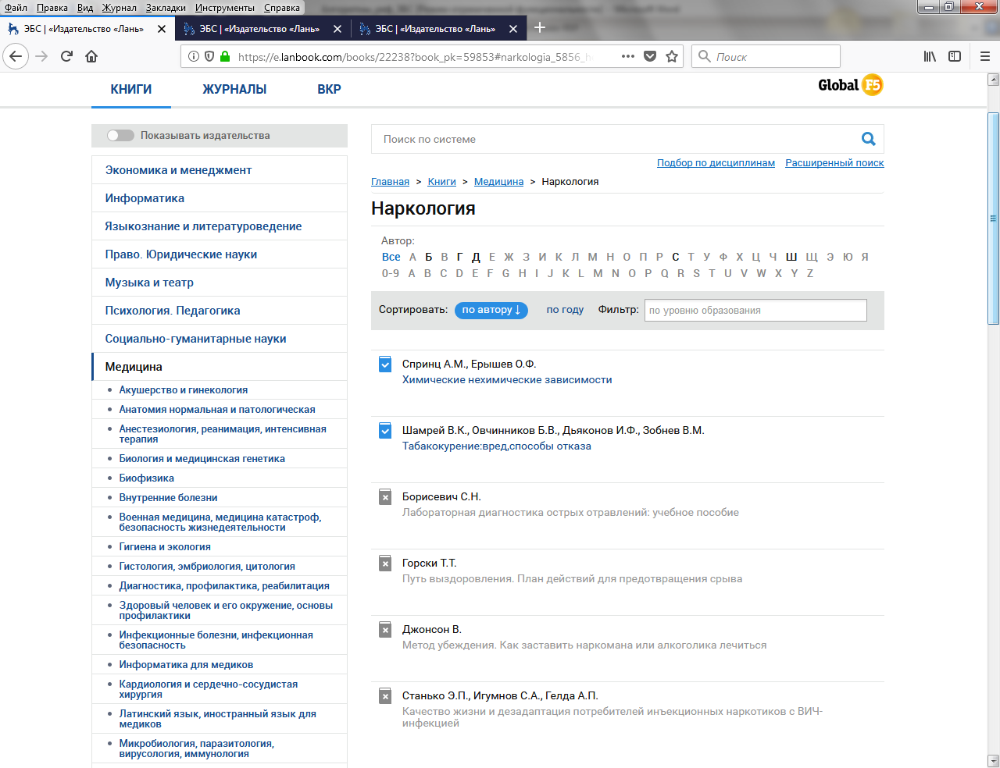 Файл Правка Вид Журнал Закладки Инструменты Справка
ЭБС | «Издательство «Лань»
ЭБС | «Издательство «Лань»
ЭБС | «Издательство «Лань»
https://e.lanbook.com/books/22238?book_pk=59853#narkologia_5856_h
Поиск
КНИГИ ЖУРНАЛЫ ВКР
Global F5
Показывать издательства
Экономика и менеджмент
Информатика
Языкознание и литературоведение
Право. Юридические науки
Музыка и театр
Психология. Педагогика
Социально-гуманитарные науки
Медицина
Акушерство и гинекология
Анатомия нормальная и патологическая
Анестезиология, реанимация, интенсивная
терапия
Биология и медицинская генетика
Биофизика
Внутренние болезни
Военная медицина, медицина катастроф,
безопасность жизнедеятельности
Гигиена и экология
Гистология, эмбриология, цитология
Диагностика, профилактика, реабилитация
Здоровый человек и его окружение, основы
профилактики
Инфекционные болезни, инфекционная
безопасность
Информатика для медиков
Кардиология и сердечно-сосудистая
хирургия
Латинский язык, иностранный язык для
медиков
Микробиология, паразитология,
вирусология, иммунология
Поиск по системе
Подбор по дисциплинам Расширенный поиск
Главная > Книги > Медицина > Наркология
Наркология
Автор:
Все А Б В Г Д Е Ж З И К Л М Н О П Р С Т У Ф Х Ц Ч Ш Щ Э Ю Я
0-9 A B C D E F G H I J K L M N O P Q R S T U V W X Y Z
Сортировать: по автору↓ по году Фильтр: по уровню образования
Спринц А.М., Ерышев О.Ф.
Химические нехимические зависимости
Шамрей В.К., Овчинников Б.В., Дьяконов И.Ф., Зобнев В.М.
Табакокурение:вред,способы отказа
Борисевич С.Н.
Лабораторная диагностика острых отравлений: учебное пособие
Горски Т.Т.
Путь выздоровления. План действий для предотвращения срыва
Джонсон В.
Метод убеждения. Как заставить наркомана или алкоголика лечиться
Станько Э.П., Игумнов С.А., Гелда А.П.
Качество жизни и дезадаптация потребителей инъекционных наркотиков с ВИЧ-
инфекцией